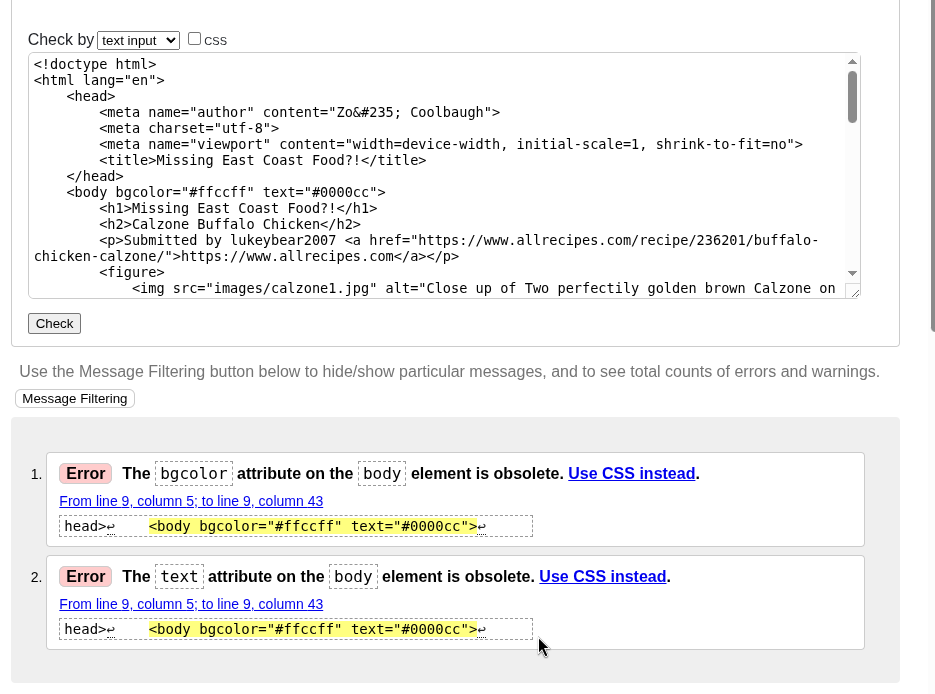 Check by text input CSS
<!doctype html>
<html lang="en">
    <head>
        <meta name="author" content="Zo&#235; Coolbaugh">
        <meta charset="utf-8">
        <meta name="viewport" content="width=device-width, initial-scale=1, shrink-to-fit=no">
        <title>Missing East Coast Food?!</title>
    </head>
    <body bgcolor="#ffccff" text="#0000cc">
        <h1>Missing East Coast Food?!</h1>
        <h2>Calzone Buffalo Chicken</h2>
        <p>Submitted by lukeybear2007 <a href="https://www.allrecipes.com/recipe/236201/buffalo-
chicken-calzone/">https://www.allrecipes.com</a></p>
        <figure>
            <img src="images/calzone1.jpg" alt="Close up of Two perfectily golden brown Calzone on
Check
Use the Message Filtering button below to hide/show particular messages, and to see total counts of errors and warnings.
Message Filtering
1. Error The bgcolor attribute on the body element is obsolete. Use CSS instead.
From line 9, column 5; to line 9, column 43
head>↩    <body bgcolor="#ffccff" text="#0000cc">↩
2. Error The text attribute on the body element is obsolete. Use CSS instead.
From line 9, column 5; to line 9, column 43
head>↩    <body bgcolor="#ffccff" text="#0000cc">↩